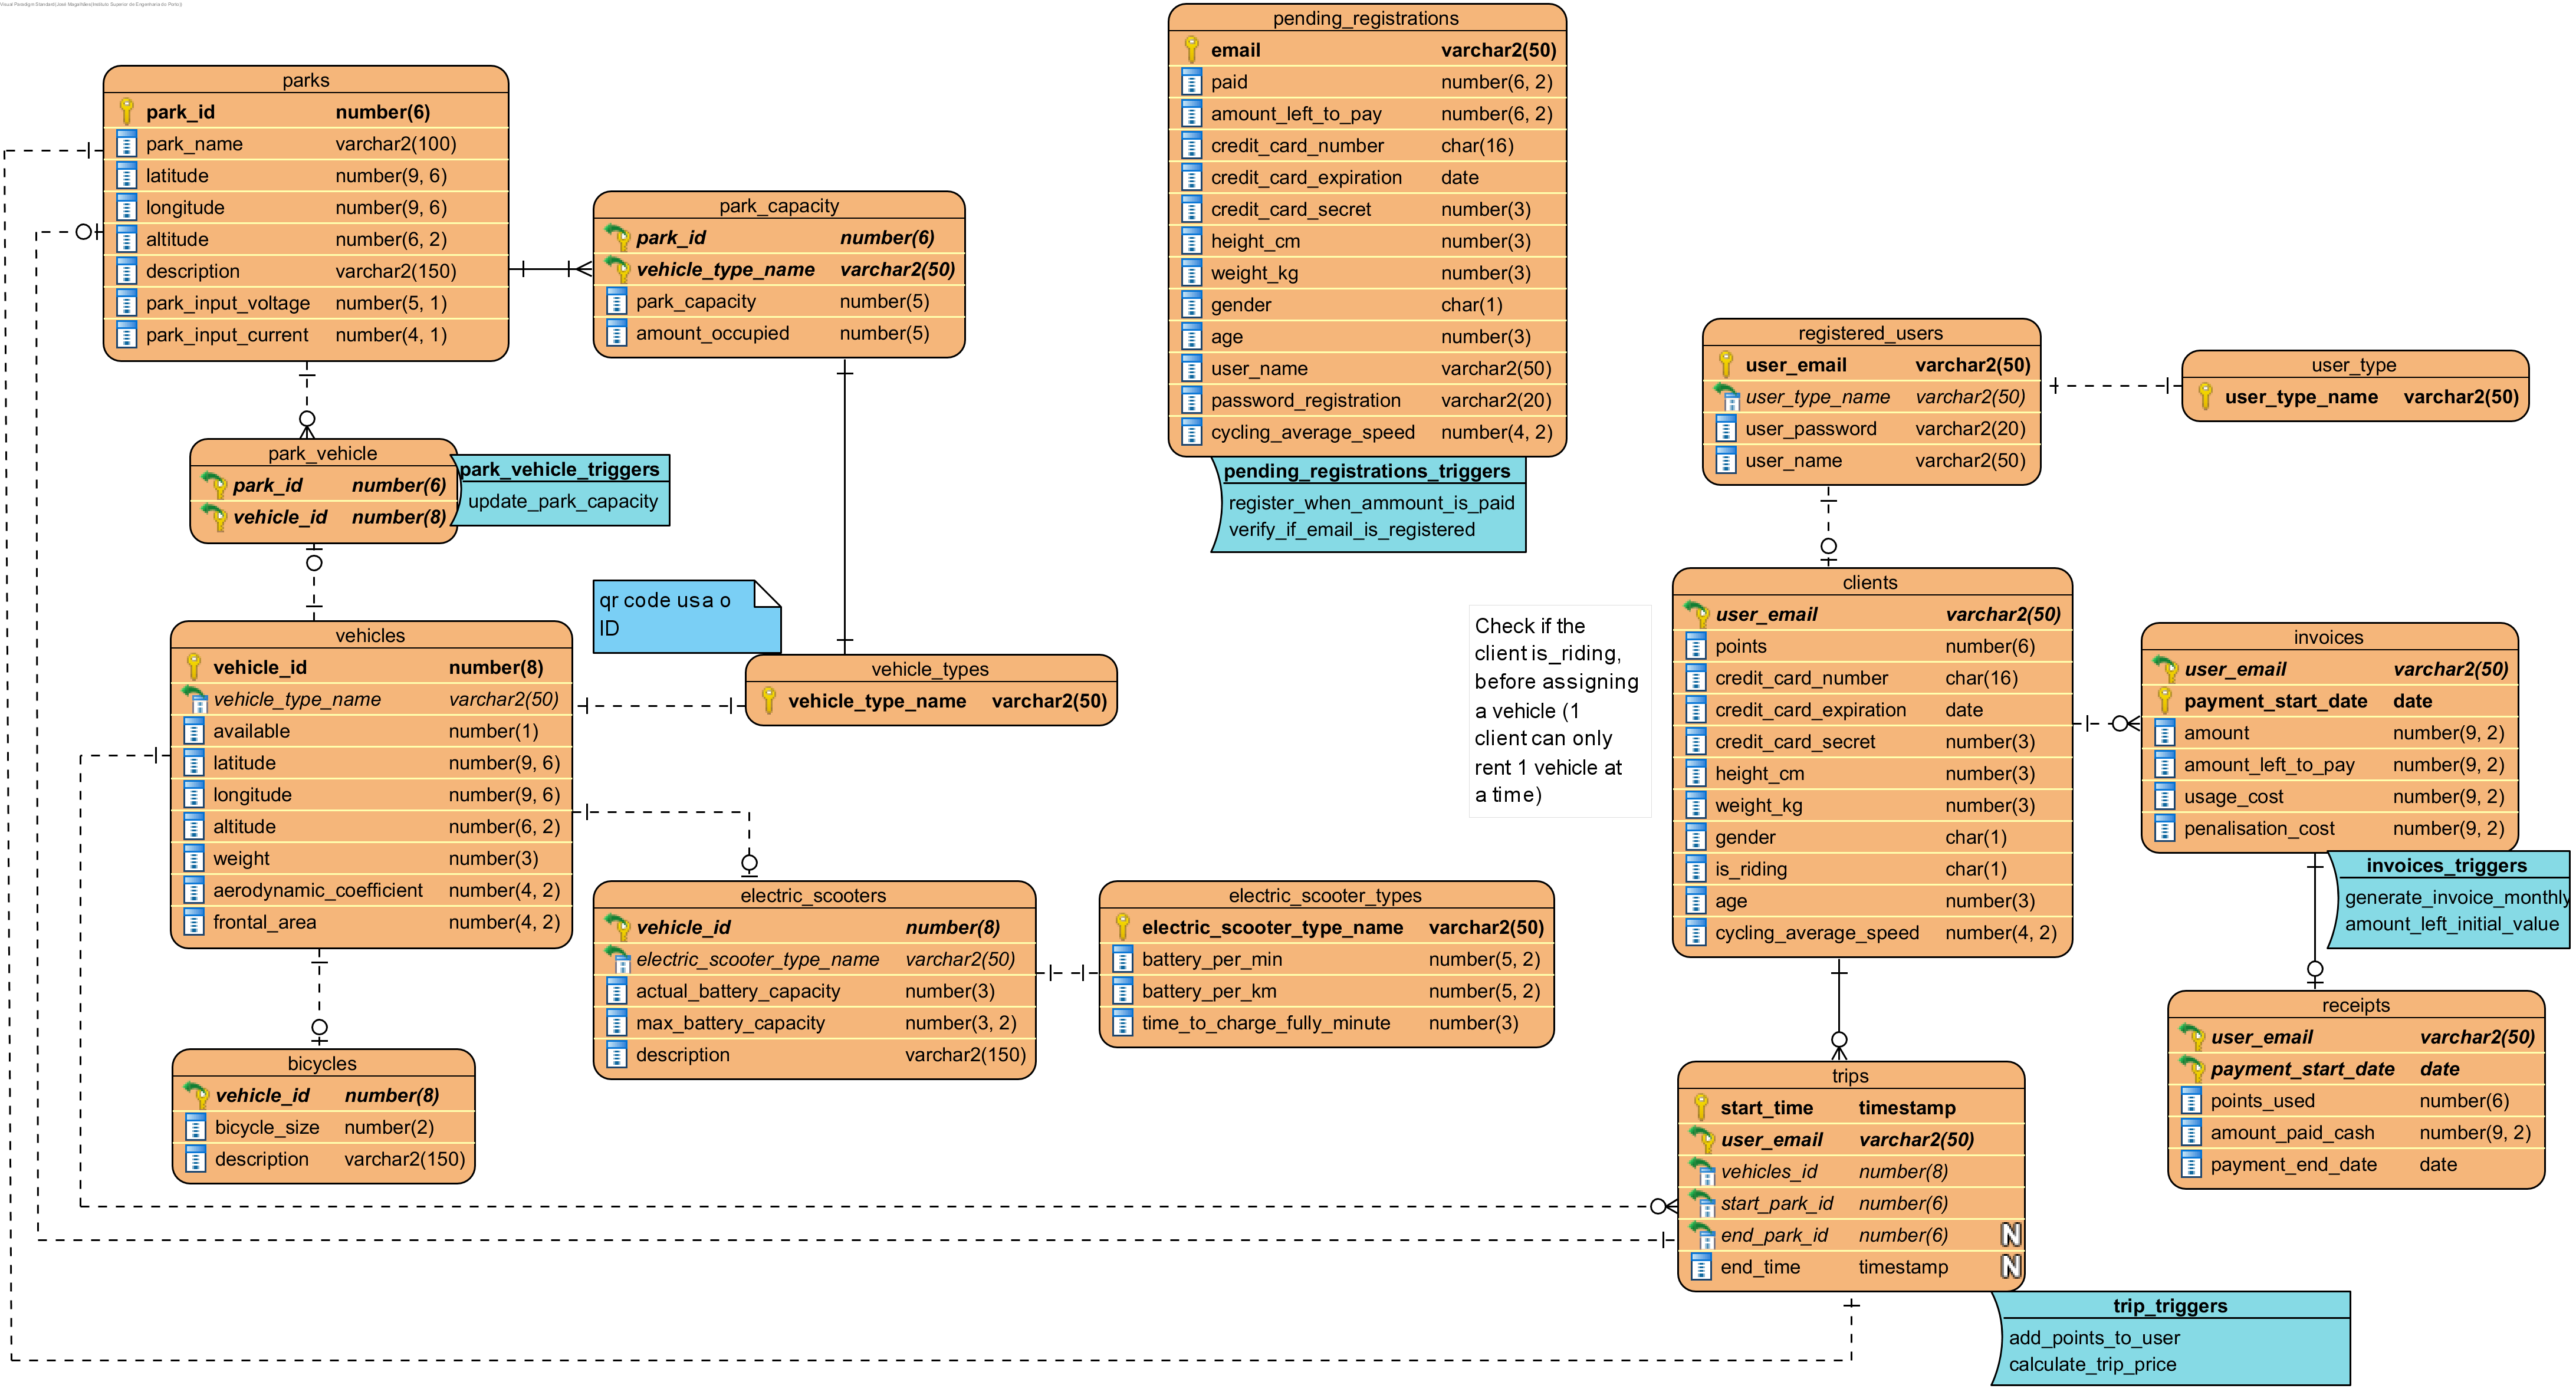 Visual Paradigm Standard(José Magalhães(Instituto Superior de Engenharia do Porto))
parks
park_id number(6)
park_name varchar2(100)
latitude number(9, 6)
longitude number(9, 6)
altitude number(6, 2)
description varchar2(150)
park_input_voltage number(5, 1)
park_input_current number(4, 1)
park_capacity
park_id number(6)
vehicle_type_name varchar2(50)
park_capacity number(5)
amount_occupied number(5)
pending_registrations
email varchar2(50)
paid number(6, 2)
amount_left_to_pay number(6, 2)
credit_card_number char(16)
credit_card_expiration date
credit_card_secret number(3)
height_cm number(3)
weight_kg number(3)
gender char(1)
age number(3)
user_name varchar2(50)
password_registration varchar2(20)
cycling_average_speed number(4, 2)
pending_registrations_triggers
register_when_ammount_is_paid
verify_if_email_is_registered
registered_users
user_email varchar2(50)
user_type_name varchar2(50)
user_password varchar2(20)
user_name varchar2(50)
user_type
user_type_name varchar2(50)
park_vehicle
park_id number(6)
vehicle_id number(8)
park_vehicle_triggers
update_park_capacity
qr code usa o
ID
vehicles
vehicle_id number(8)
vehicle_type_name varchar2(50)
available number(1)
latitude number(9, 6)
longitude number(9, 6)
altitude number(6, 2)
weight number(3)
aerodynamic_coefficient number(4, 2)
frontal_area number(4, 2)
vehicle_types
vehicle_type_name varchar2(50)
Check if the
client is_riding,
before assigning
a vehicle (1
client can only
rent 1 vehicle at
a time)
clients
user_email varchar2(50)
points number(6)
credit_card_number char(16)
credit_card_expiration date
credit_card_secret number(3)
height_cm number(3)
weight_kg number(3)
gender char(1)
is_riding char(1)
age number(3)
cycling_average_speed number(4, 2)
invoices
user_email varchar2(50)
payment_start_date date
amount number(9, 2)
amount_left_to_pay number(9, 2)
usage_cost number(9, 2)
penalisation_cost number(9, 2)
invoices_triggers
generate_invoice_monthly
amount_left_initial_value
electric_scooters
vehicle_id number(8)
electric_scooter_type_name varchar2(50)
actual_battery_capacity number(3)
max_battery_capacity number(3, 2)
description varchar2(150)
electric_scooter_types
electric_scooter_type_name varchar2(50)
battery_per_min number(5, 2)
battery_per_km number(5, 2)
time_to_charge_fully_minute number(3)
bicycles
vehicle_id number(8)
bicycle_size number(2)
description varchar2(150)
receipts
user_email varchar2(50)
payment_start_date date
points_used number(6)
amount_paid_cash number(9, 2)
payment_end_date date
trips
start_time timestamp
user_email varchar2(50)
vehicles_id number(8)
start_park_id number(6)
end_park_id number(6) N
end_time timestamp N
trip_triggers
add_points_to_user
calculate_trip_price